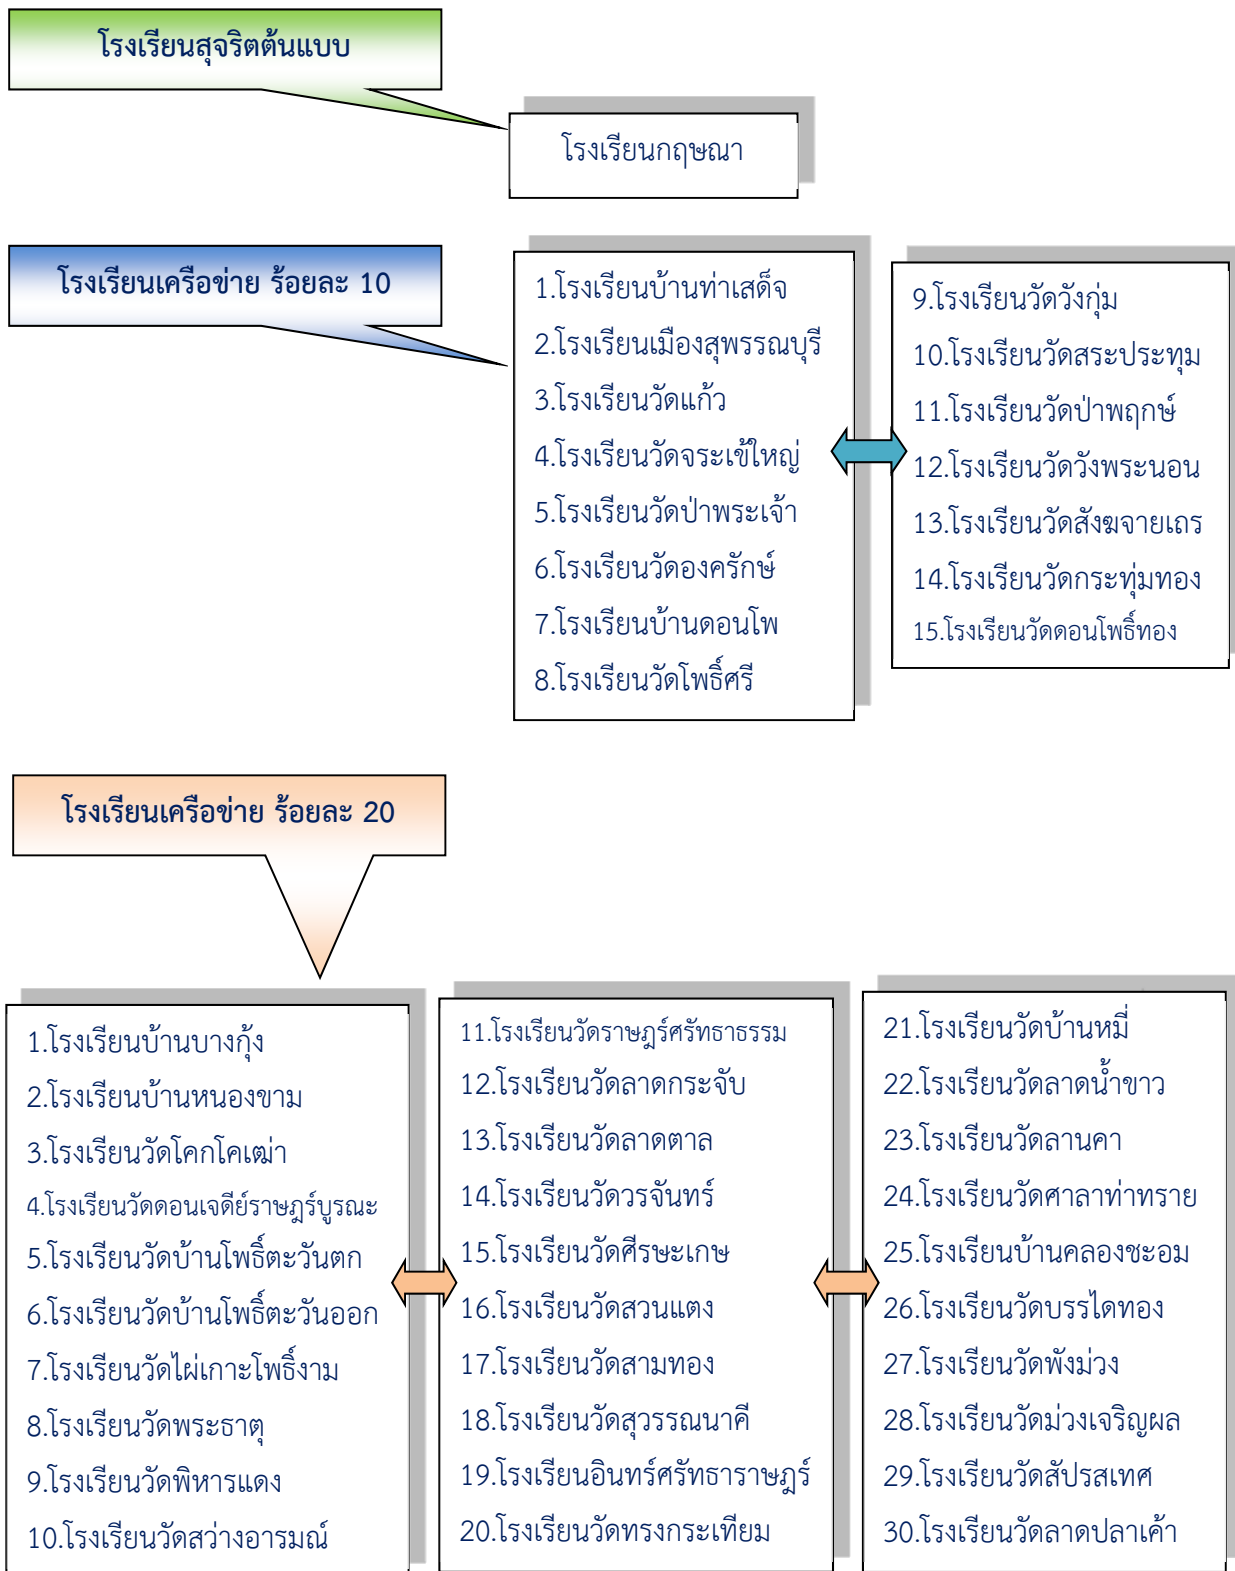 โรงเรียนสุจริตต้นแบบ
โรงเรียนกฤษณา
โรงเรียนเครือข่าย ร้อยละ 10
1.โรงเรียนบ้านท่าเสด็จ
2.โรงเรียนเมืองสุพรรณบุรี
3.โรงเรียนวัดแก้ว
4.โรงเรียนวัดจระเข้ใหญ่
5.โรงเรียนวัดป่าพระเจ้า
6.โรงเรียนวัดองครักษ์
7.โรงเรียนบ้านดอนโพ
8.โรงเรียนวัดโพธิ์ศรี
9.โรงเรียนวัดวังกุ่ม
10.โรงเรียนวัดสระประทุม
11.โรงเรียนวัดป่าพฤกษ์
12.โรงเรียนวัดวังพระนอน
13.โรงเรียนวัดสังฆจายเถร
14.โรงเรียนวัดกระทุ่มทอง
15.โรงเรียนวัดดอนโพธิ์ทอง
โรงเรียนเครือข่าย ร้อยละ 20
1.โรงเรียนบ้านบางกุ้ง
2.โรงเรียนบ้านหนองขาม
3.โรงเรียนวัดโคกโคเฒ่า
4.โรงเรียนวัดดอนเจดีย์ราษฎร์บูรณะ
5.โรงเรียนวัดบ้านโพธิ์ตะวันตก
6.โรงเรียนวัดบ้านโพธิ์ตะวันออก
7.โรงเรียนวัดไผ่เกาะโพธิ์งาม
8.โรงเรียนวัดพระธาตุ
9.โรงเรียนวัดพิหารแดง
10.โรงเรียนวัดสว่างอารมณ์
11.โรงเรียนวัดราษฎร์ศรัทธาธรรม
12.โรงเรียนวัดลาดกระจับ
13.โรงเรียนวัดลาดตาล
14.โรงเรียนวัดวรจันทร์
15.โรงเรียนวัดศีรษะเกษ
16.โรงเรียนวัดสวนแตง
17.โรงเรียนวัดสามทอง
18.โรงเรียนวัดสุวรรณนาคี
19.โรงเรียนอินทร์ศรัทธาราษฎร์
20.โรงเรียนวัดทรงกระเทียม
21.โรงเรียนวัดบ้านหมี่
22.โรงเรียนวัดลาดน้ำขาว
23.โรงเรียนวัดลานคา
24.โรงเรียนวัดศาลาท่าทราย
25.โรงเรียนบ้านคลองชะอม
26.โรงเรียนวัดบรรไดทอง
27.โรงเรียนวัดพังม่วง
28.โรงเรียนวัดม่วงเจริญผล
29.โรงเรียนวัดสัปรสเทศ
30.โรงเรียนวัดลาดปลาเค้า